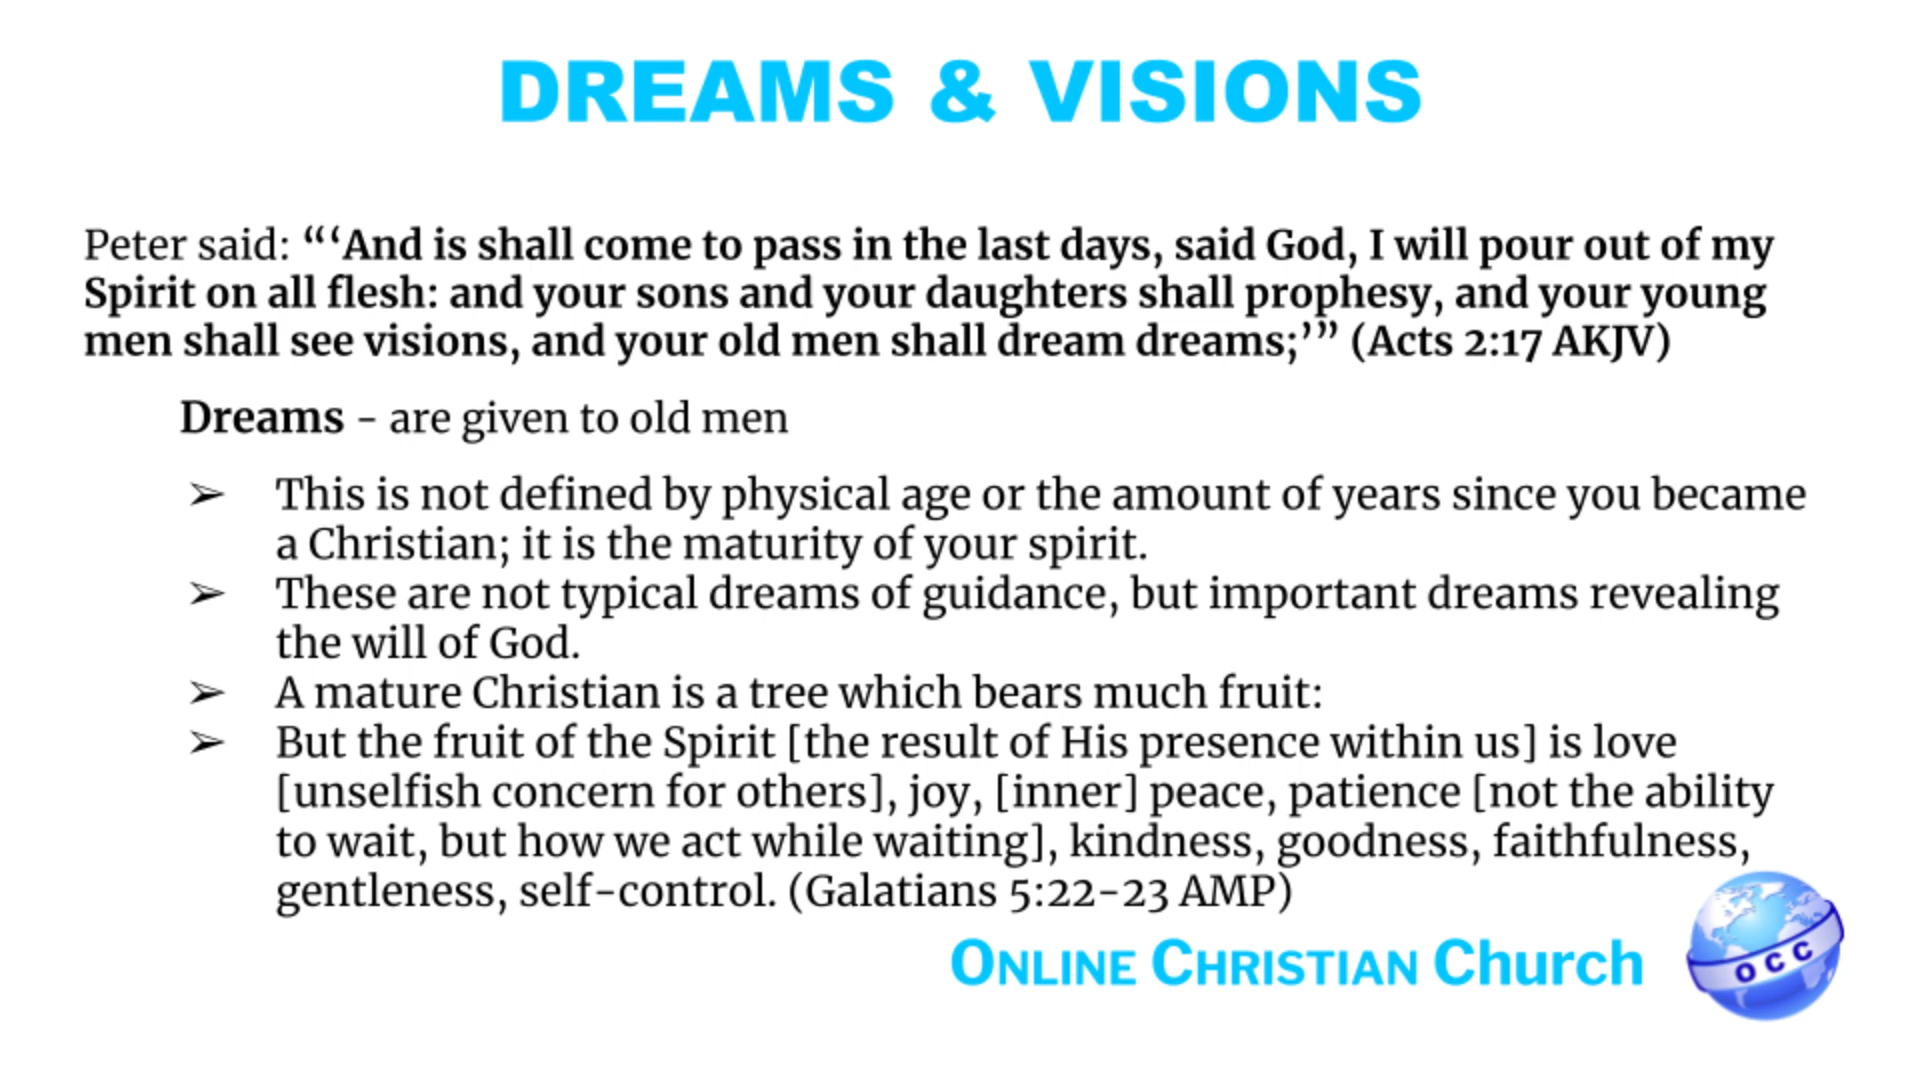 DREAMS & VISIONS
Peter said: “‘And is shall come to pass in the last days, said God, I will pour out of my
Spirit on all flesh: and your sons and your daughters shall prophesy, and your young
men shall see visions, and your old men shall dream dreams;’” (Acts 2:17 AKJV)
Dreams - are given to old men
➢ This is not defined by physical age or the amount of years since you became
a Christian; it is the maturity of your spirit.
➢ These are not typical dreams of guidance, but important dreams revealing
the will of God.
➢ A mature Christian is a tree which bears much fruit:
➢ But the fruit of the Spirit [the result of His presence within us] is love
[unselfish concern for others], joy, [inner] peace, patience [not the ability
to wait, but how we act while waiting], kindness, goodness, faithfulness,
gentleness, self-control. (Galatians 5:22-23 AMP)
ONLINE CHRISTIAN Church
OCC